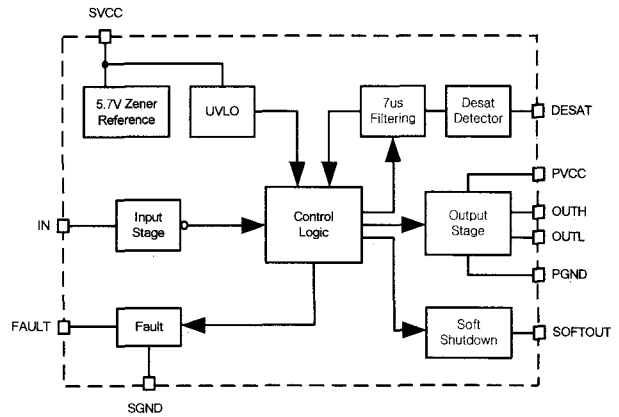 SVCC
5.7V Zener
Reference
UVLO
7us
Filtering
Desat
Detector
DESAT
PVCC
IN
Input
Stage
Control
Logic
Output
Stage
OUTH
OUTL
PGND
FAULT
Fault
Soft
Shutdown
SOFTOUT
SGND